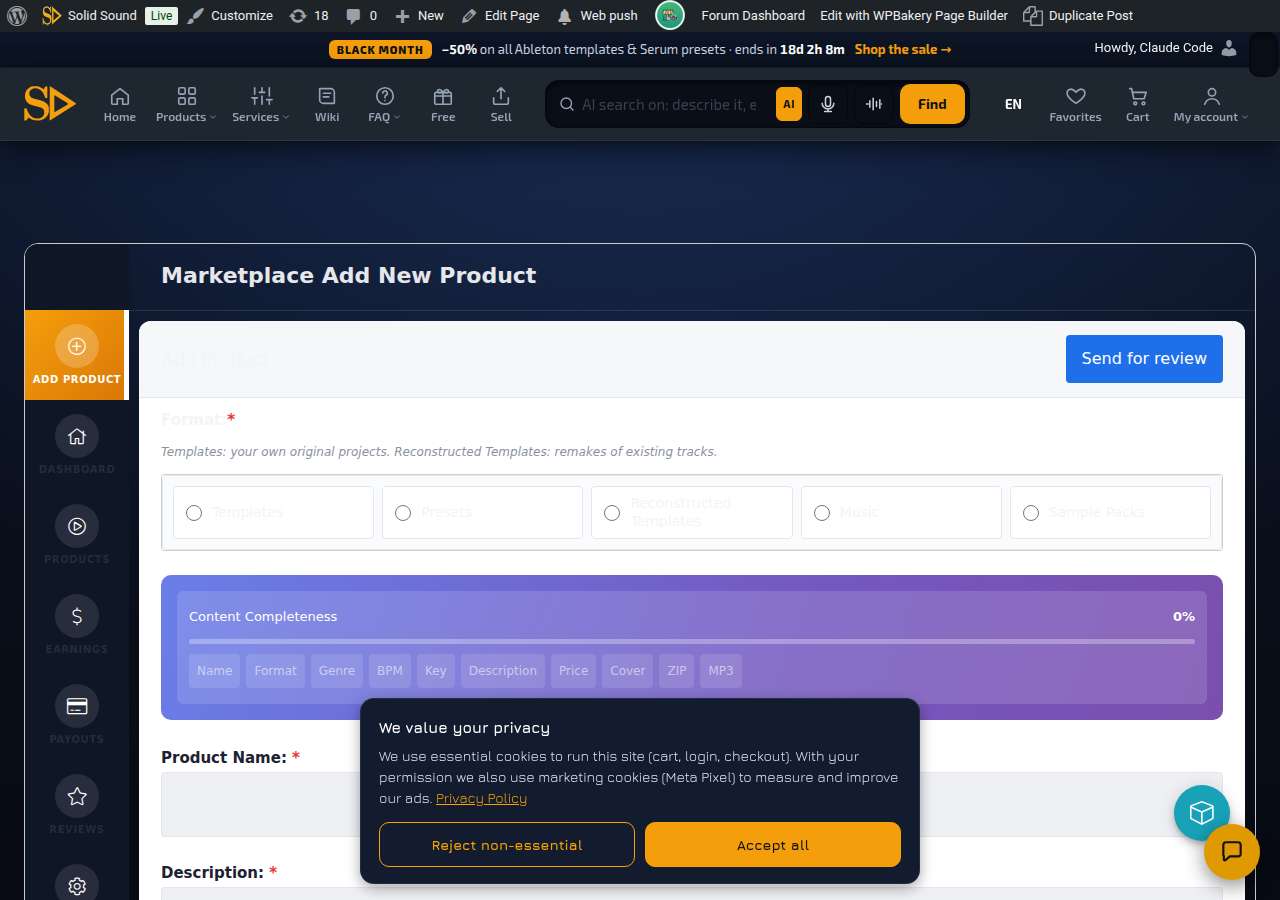 Solid Sound Live Customize 18 0 New Edit Page Web push Forum Dashboard Edit with WPBakery Page Builder Duplicate Post
BLACK MONTH −50% on all Ableton templates & Serum presets · ends in 18d 2h 8m Shop the sale →
Howdy, Claude Code
Home Products Services Wiki FAQ Free Sell
AI search on: describe it, e
AI
Find
EN
Favorites Cart My account
Marketplace Add New Product
ADD PRODUCT
DASHBOARD
PRODUCTS
EARNINGS
PAYOUTS
REVIEWS
Add Product
Send for review
Format: *
Templates: your own original projects. Reconstructed Templates: remakes of existing tracks.
Templates
Presets
Reconstructed
Templates
Music
Sample Packs
Content Completeness 0%
Name Format Genre BPM Key Description Price Cover ZIP MP3
Product Name: *
Description: *
We value your privacy
We use essential cookies to run this site (cart, login, checkout). With your
permission we also use marketing cookies (Meta Pixel) to measure and improve
our ads. Privacy Policy
Reject non-essential
Accept all